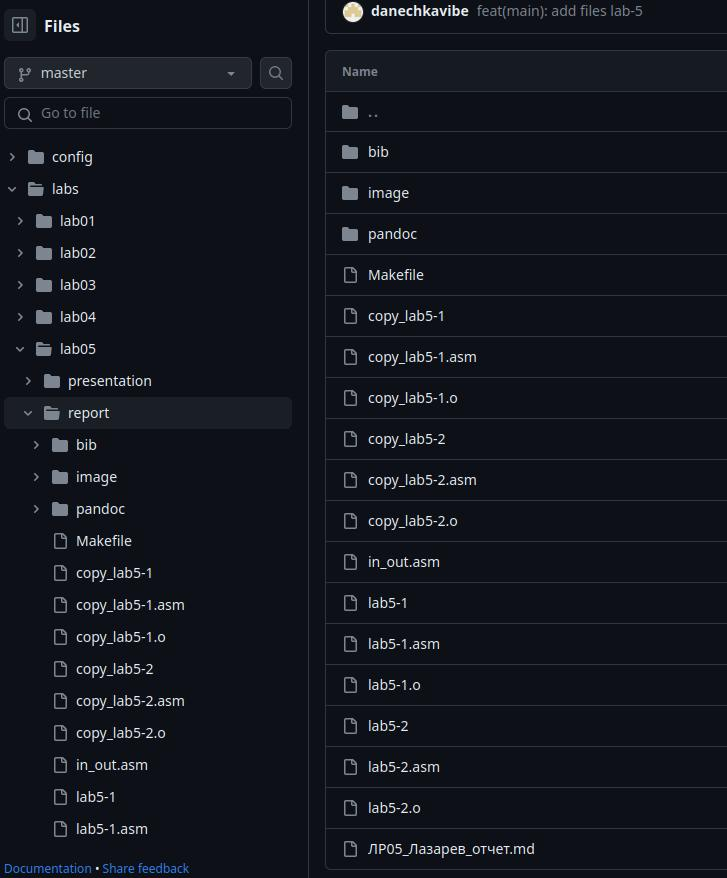 Files
master
Go to file
config
labs
lab01
lab02
lab03
lab04
lab05
presentation
report
bib
image
pandoc
Makefile
copy_lab5-1
copy_lab5-1.asm
copy_lab5-1.o
copy_lab5-2
copy_lab5-2.asm
copy_lab5-2.o
in_out.asm
lab5-1
lab5-1.asm
Documentation • Share feedback
danechkavibe feat(main): add files lab-5
Name
..
bib
image
pandoc
Makefile
copy_lab5-1
copy_lab5-1.asm
copy_lab5-1.o
copy_lab5-2
copy_lab5-2.asm
copy_lab5-2.o
in_out.asm
lab5-1
lab5-1.asm
lab5-1.o
lab5-2
lab5-2.asm
lab5-2.o
ЛР05_Лазарев_отчет.md